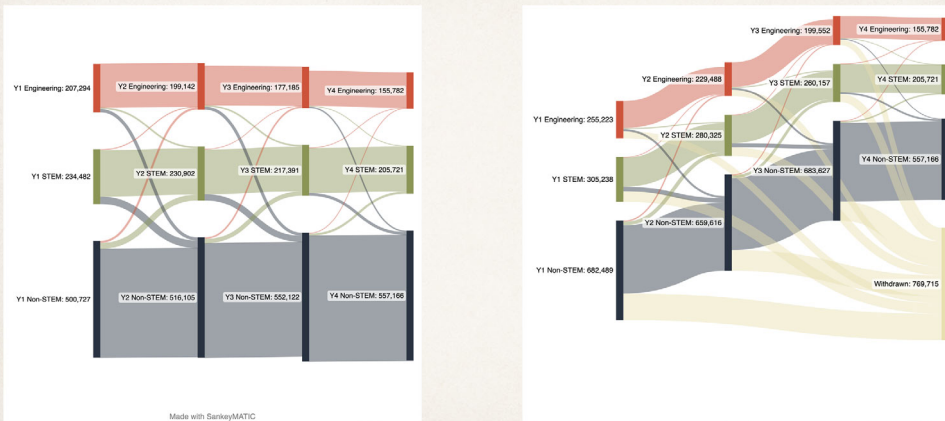 Y1 Engineering: 207,294
Y2 Engineering: 199,142
Y3 Engineering: 177,185
Y4 Engineering: 155,782
Y1 STEM: 234,482
Y2 STEM: 230,902
Y3 STEM: 217,391
Y4 STEM: 205,721
Y1 Non-STEM: 500,727
Y2 Non-STEM: 516,105
Y3 Non-STEM: 552,122
Y4 Non-STEM: 557,166
Made with SankeyMATIC
Y3 Engineering: 199,552
Y4 Engineering: 155,782
Y2 Engineering: 229,488
Y3 STEM: 260,157
Y4 STEM: 205,721
Y1 Engineering: 255,223
Y2 STEM: 280,325
Y4 Non-STEM: 557,166
Y3 Non-STEM: 683,627
Y1 STEM: 305,238
Y2 Non-STEM: 659,616
Y1 Non-STEM: 682,489
Withdrawn: 769,715